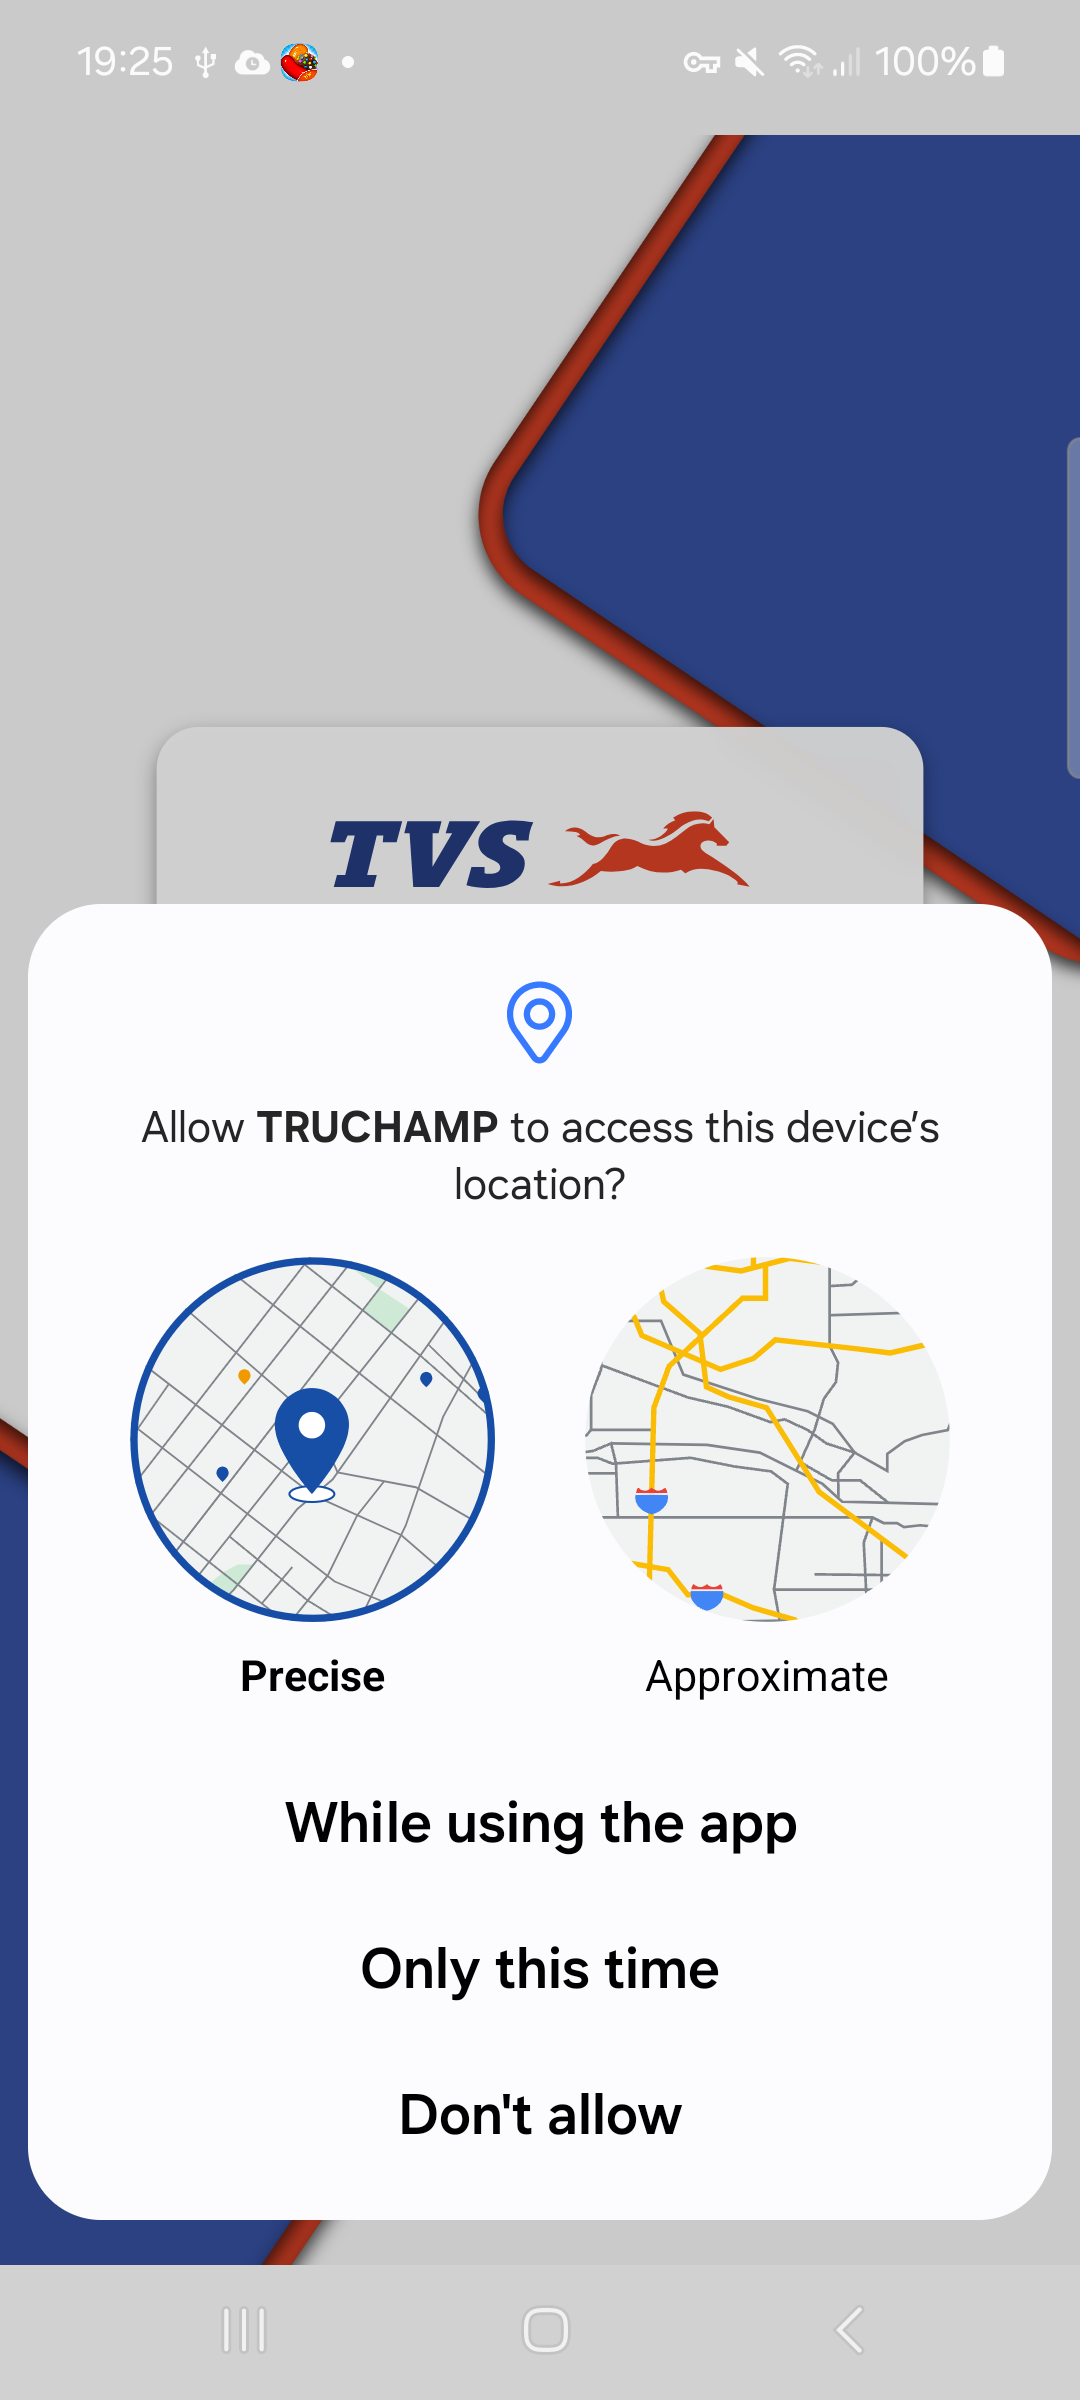 19:25
100%
TVS
Allow TRUCHAMP to access this device’s
location?
Precise
Approximate
While using the app
Only this time
Don't allow